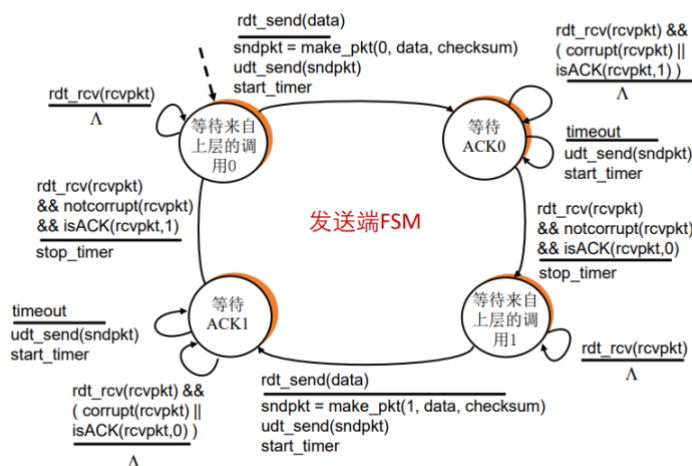 rdt_send(data)
sndpkt = make_pkt(0, data, checksum)
udt_send(sndpkt)
start_timer
rdt_rcv(rcvpkt) &&
( corrupt(rcvpkt) ||
isACK(rcvpkt,1) )
Λ
rdt_rcv(rcvpkt)
Λ
等待来自
上层的调
用0
等待
ACK0
timeout
udt_send(sndpkt)
start_timer
rdt_rcv(rcvpkt)
&& notcorrupt(rcvpkt)
&& isACK(rcvpkt,1)
stop_timer
发送端FSM
rdt_rcv(rcvpkt)
&& notcorrupt(rcvpkt)
&& isACK(rcvpkt,0)
stop_timer
timeout
udt_send(sndpkt)
start_timer
等待
ACK1
等待来自
上层的调
用1
rdt_rcv(rcvpkt)
Λ
rdt_rcv(rcvpkt) &&
( corrupt(rcvpkt) ||
isACK(rcvpkt,0) )
Λ
rdt_send(data)
sndpkt = make_pkt(1, data, checksum)
udt_send(sndpkt)
start_timer